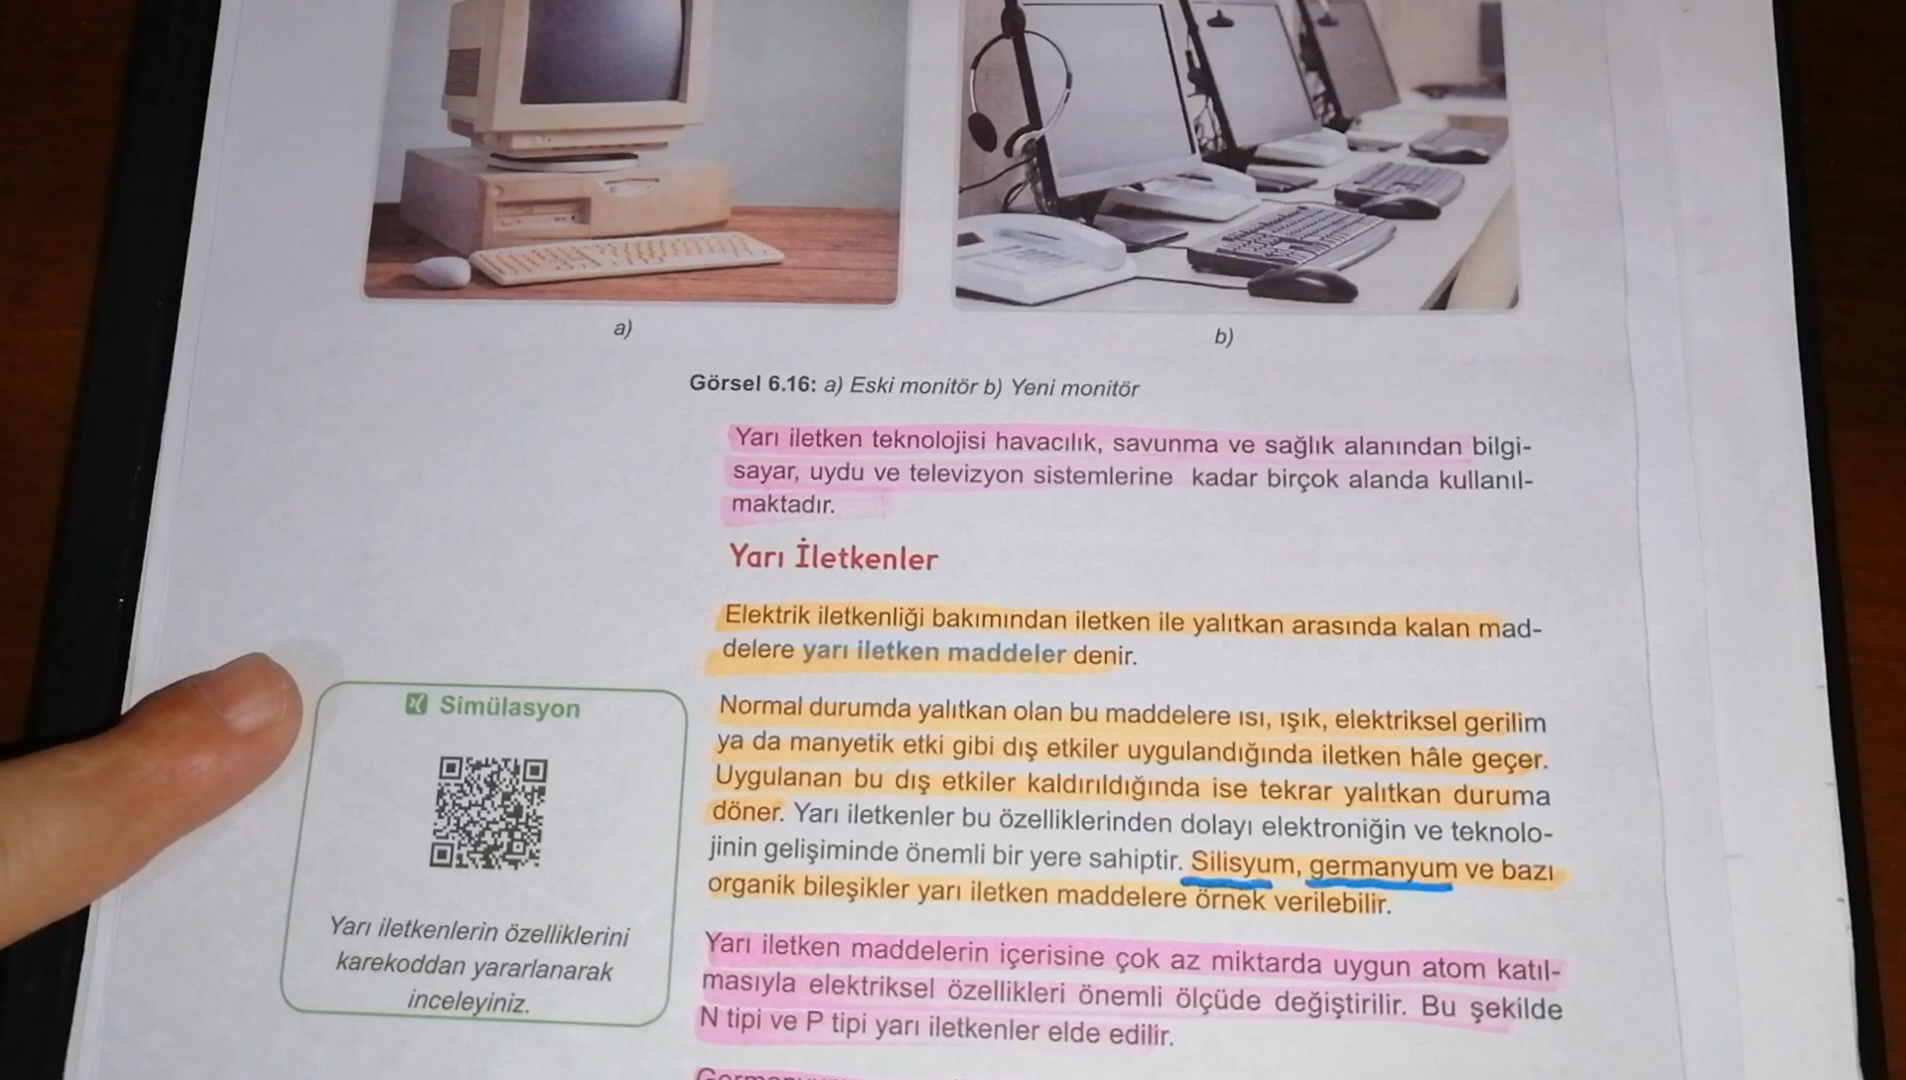 a)
b)
Görsel 6.16: a) Eski monitör b) Yeni monitör
Yarı iletken teknolojisi havacılık, savunma ve sağlık alanından bilgi-
sayar, uydu ve televizyon sistemlerine kadar birçok alanda kullanıl-
maktadır.
Yarı İletkenler
Elektrik iletkenliği bakımından iletken ile yalıtkan arasında kalan mad-
delere yarı iletken maddeler denir.
Normal durumda yalıtkan olan bu maddelere ısı, ışık, elektriksel gerilim
ya da manyetik etki gibi dış etkiler uygulandığında iletken hâle geçer.
Uygulanan bu dış etkiler kaldırıldığında ise tekrar yalıtkan duruma
döner. Yarı iletkenler bu özelliklerinden dolayı elektroniğin ve teknolo-
jinin gelişiminde önemli bir yere sahiptir. Silisyum, germanyum ve bazı
organik bileşikler yarı iletken maddelere örnek verilebilir.
Yarı iletken maddelerin içerisine çok az miktarda uygun atom katıl-
masıyla elektriksel özellikleri önemli ölçüde değiştirilir. Bu şekilde
N tipi ve P tipi yarı iletkenler elde edilir.
Simülasyon
Yarı iletkenlerin özelliklerini
karekoddan yararlanarak
inceleyiniz.